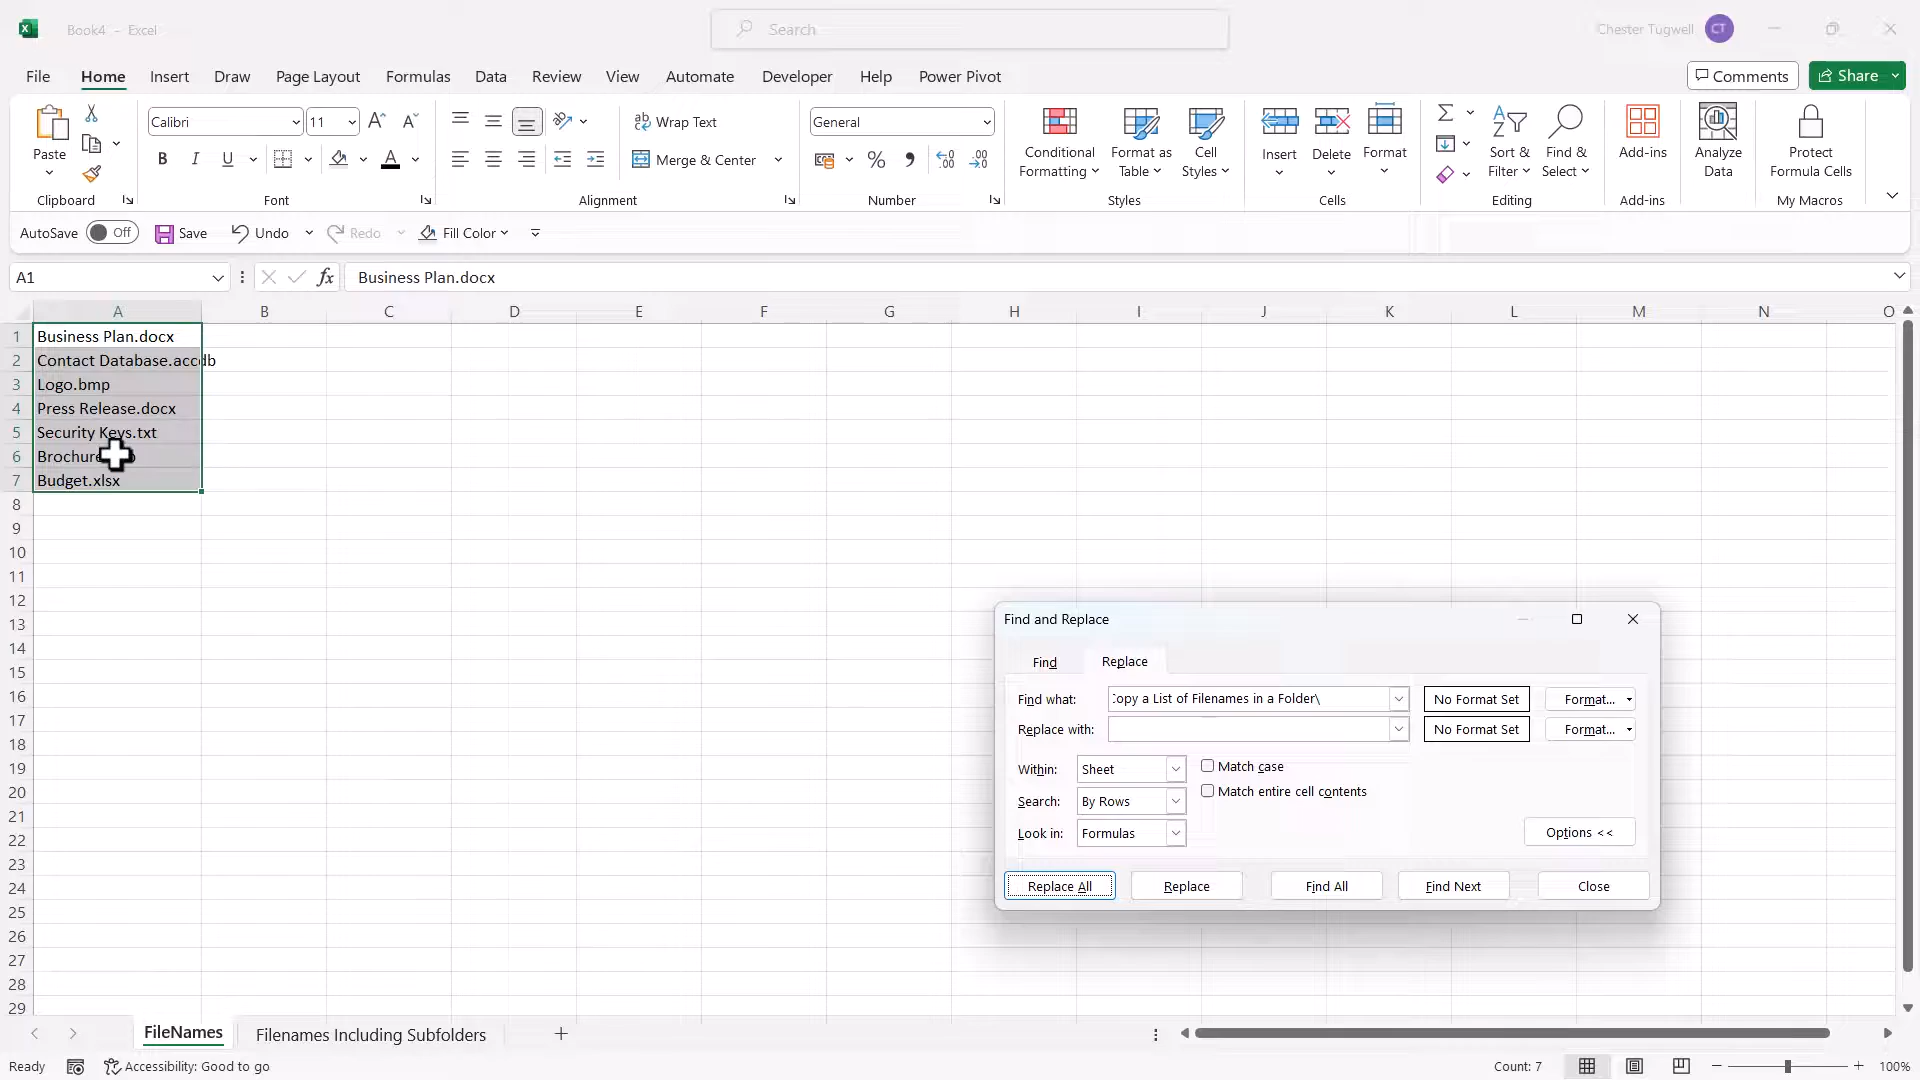 Book4 - Excel
Search
Chester Tugwell CT
File Home Insert Draw Page Layout Formulas Data Review View Automate Developer Help Power Pivot Comments Share
Paste
Calibri 11
Wrap Text
General
Merge & Center
Conditional Formatting
Format as Table
Cell Styles
Insert
Delete
Format
Sort & Filter
Find & Select
Add-ins
Analyze Data
Protect Formula Cells
Clipboard Font Alignment Number Styles Cells Editing Add-ins My Macros
AutoSave Off Save Undo Redo Fill Color
A1 fx Business Plan.docx
A B C D E F G H I J K L M N O
1 Business Plan.docx
2 Contact Database.accdb
3 Logo.bmp
4 Press Release.docx
5 Security Keys.txt
6
7 Budget.xlsx
8
9
10
11
12
13
14
15
16
17
18
19
20
21
22
23
24
25
26
27
28
29
Find and Replace
Find Replace
Find what: Copy a List of Filenames in a Folder\ No Format Set Format...
Replace with: No Format Set Format...
Within: Sheet Match case
Match entire cell contents
Search: By Rows
Look in: Formulas Options <<
Replace All Replace Find All Find Next Close
FileNames Filenames Including Subfolders
Ready Accessibility: Good to go Count: 7 100%